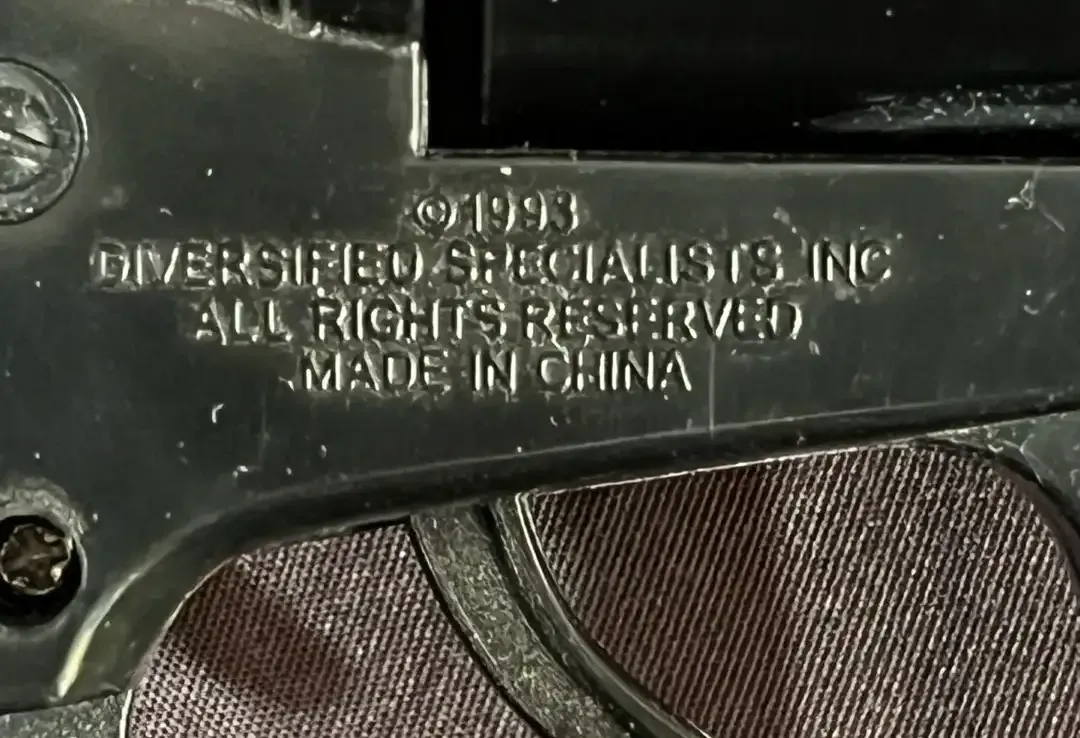 ©1993
DIVERSIFIED SPECIALISTS INC
ALL RIGHTS RESERVED
MADE IN CHINA